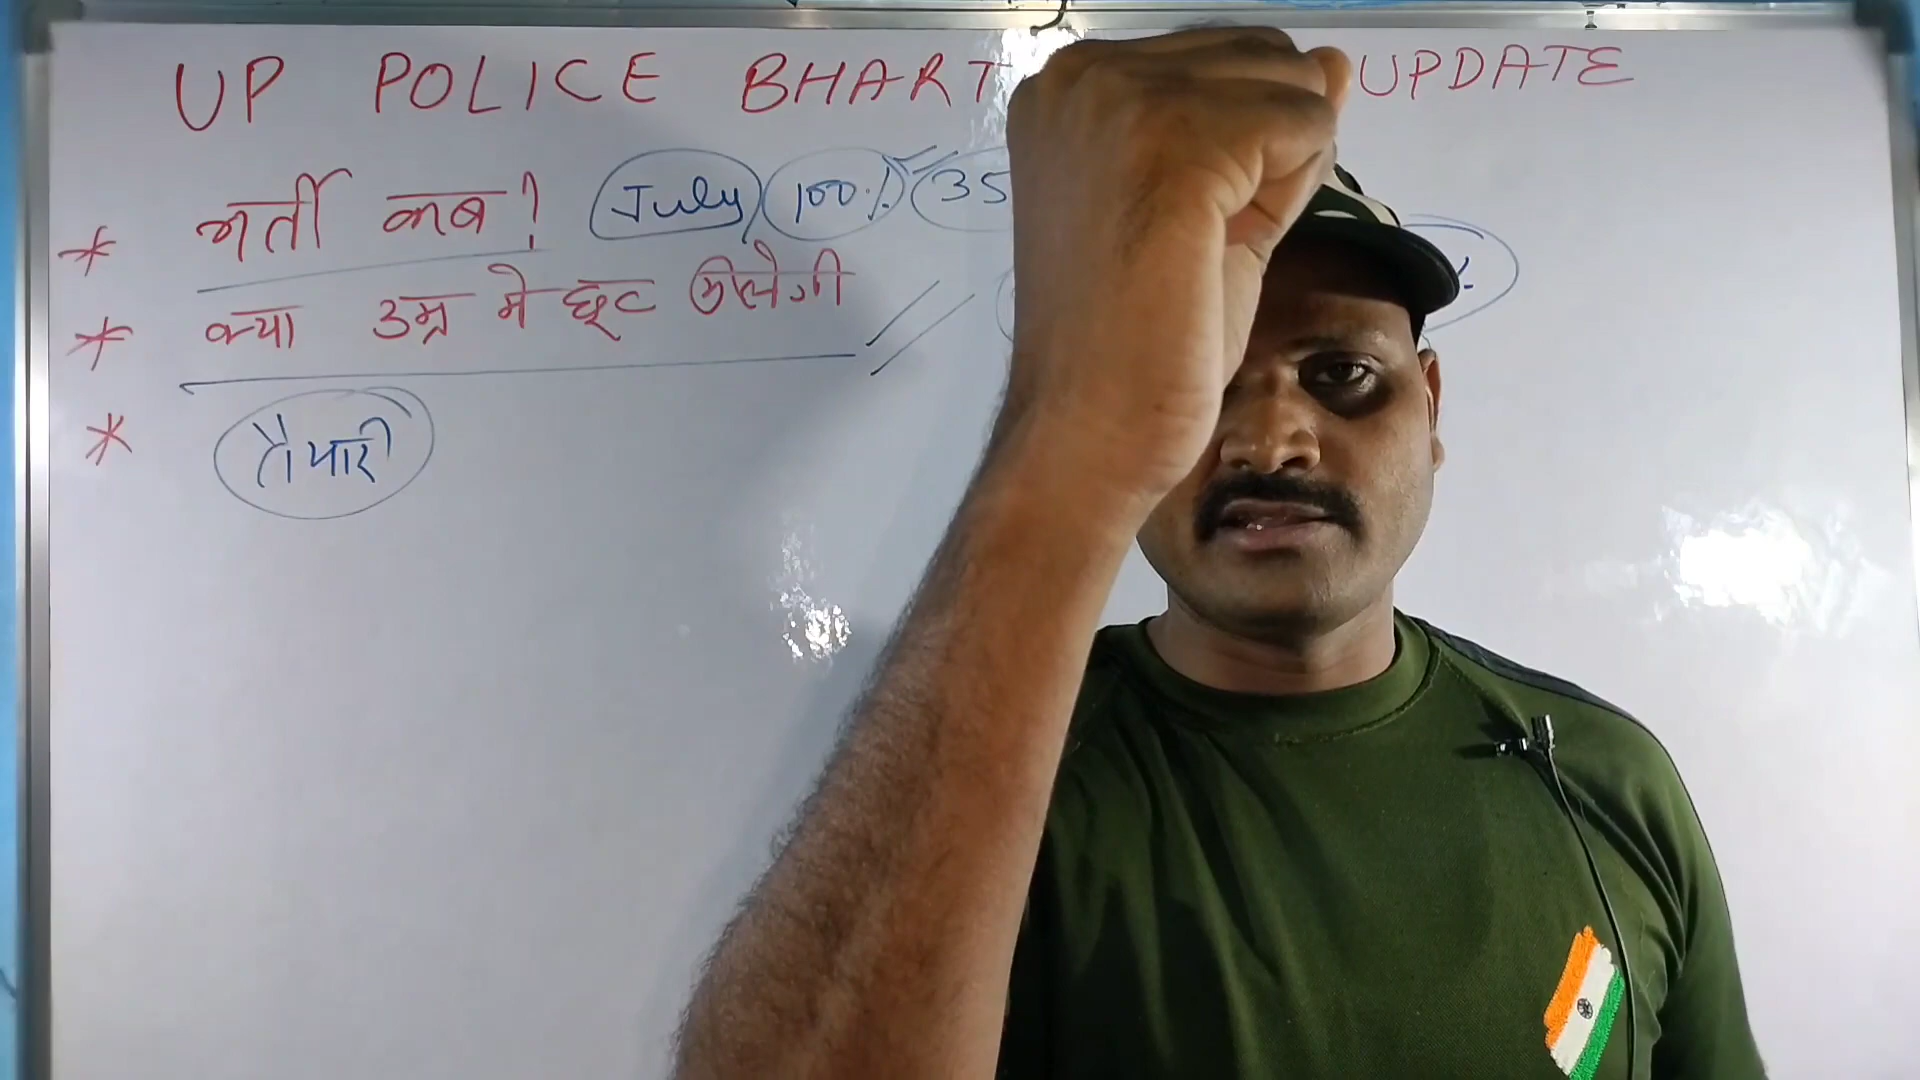 UP POLICE BHART UPDATE
* भर्ती कब? July 100% 35
* क्या उम्र मे छूट मिलेगी
* तैयारी